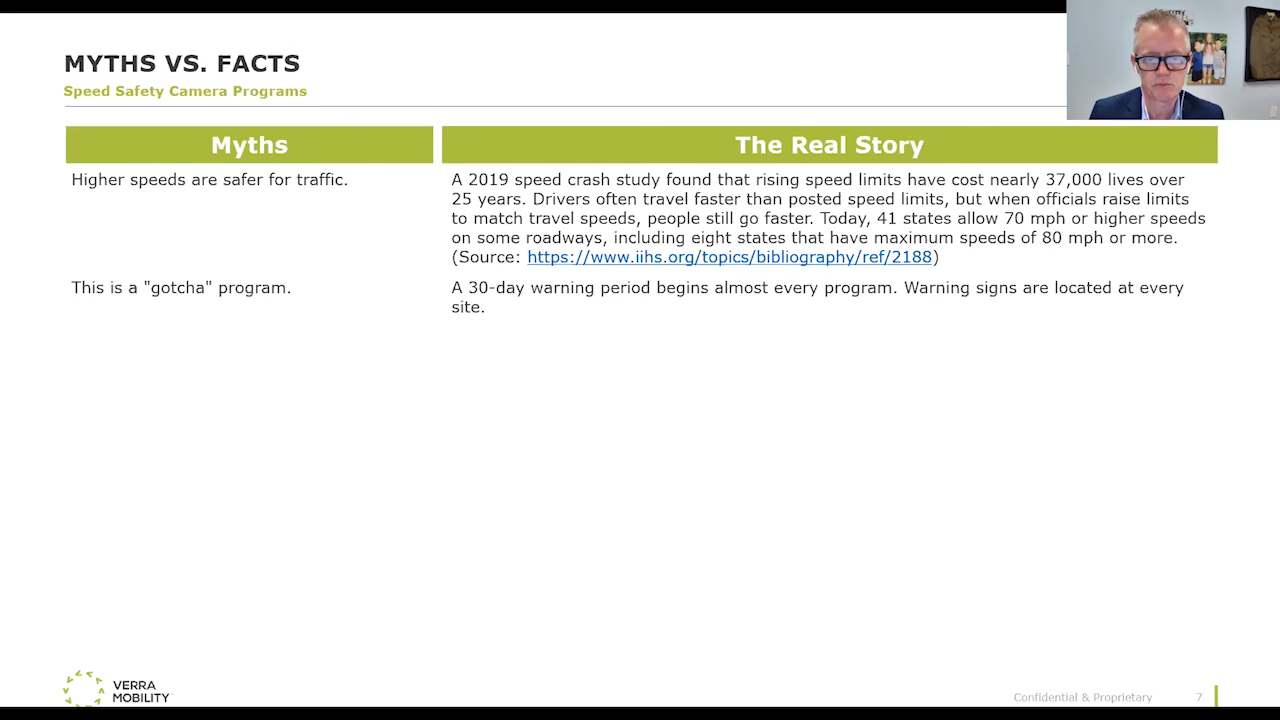 MYTHS VS. FACTS
Speed Safety Camera Programs
Myths
The Real Story
Higher speeds are safer for traffic.
A 2019 speed crash study found that rising speed limits have cost nearly 37,000 lives over
25 years. Drivers often travel faster than posted speed limits, but when officials raise limits
to match travel speeds, people still go faster. Today, 41 states allow 70 mph or higher speeds
on some roadways, including eight states that have maximum speeds of 80 mph or more.
(Source: https://www.iihs.org/topics/bibliography/ref/2188)
This is a "gotcha" program.
A 30-day warning period begins almost every program. Warning signs are located at every
site.
VERRA
MOBILITY
Confidential & Proprietary
7